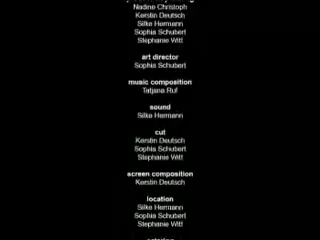 Nadine Christoph
Kerstin Deutsch
Silke Hermann
Sophia Schubert
Stephanie Witt
art director
Sophia Schubert
music composition
Tatjana Ruf
sound
Silke Hermann
cut
Kerstin Deutsch
Sophia Schubert
Stephanie Witt
screen composition
Kerstin Deutsch
location
Silke Hermann
Sophia Schubert
Stephanie Witt